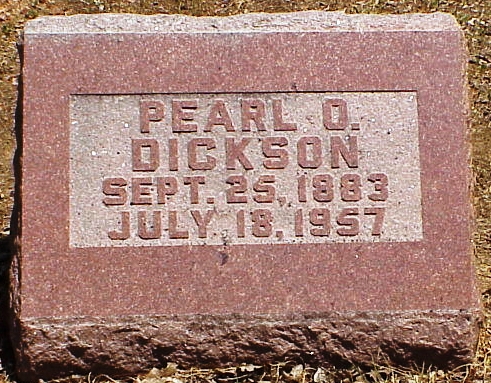 PEARL O.
DICKSON
SEPT. 25, 1883
JULY 18, 1957